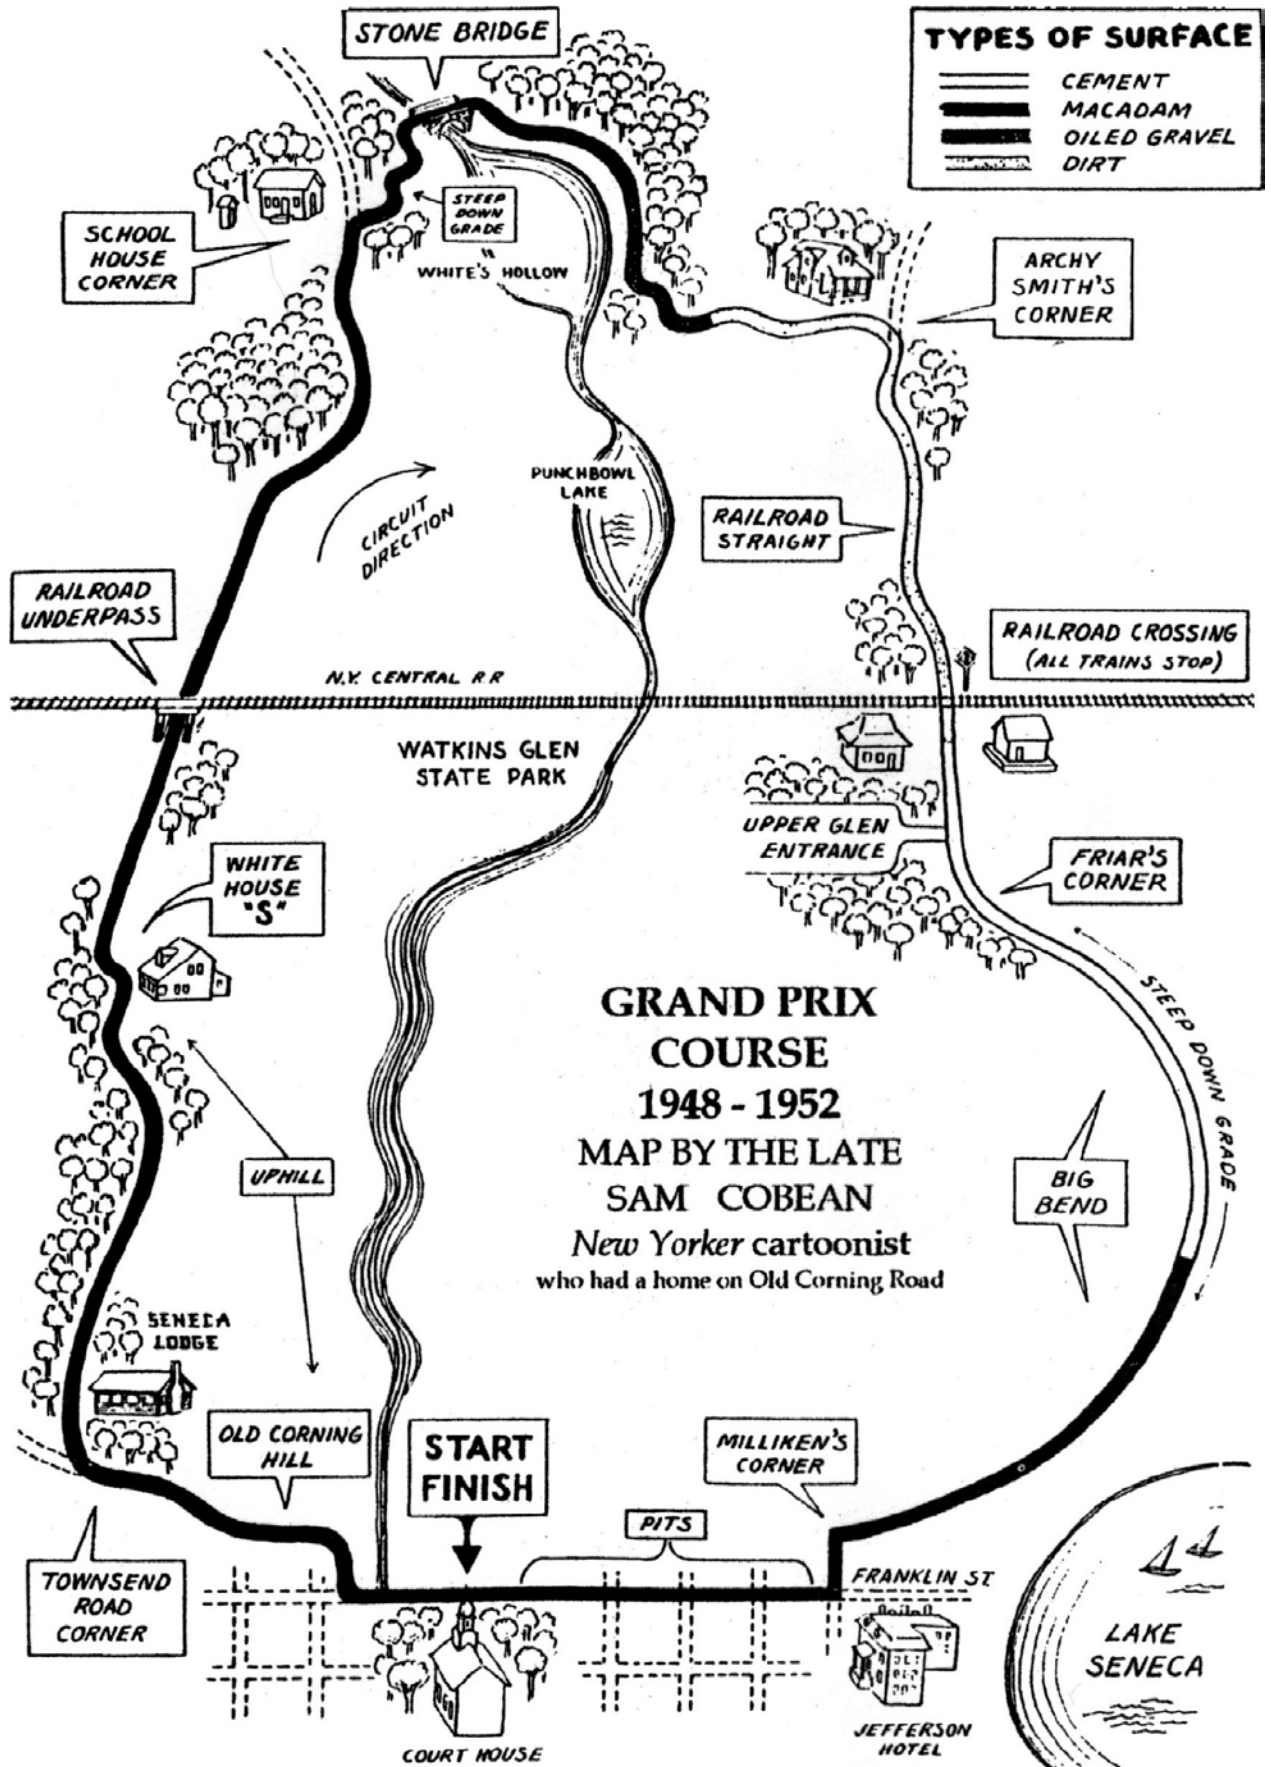 STONE BRIDGE
TYPES OF SURFACE
CEMENT
MACADAM
OILED GRAVEL
DIRT
SCHOOL
HOUSE
CORNER
STEEP
DOWN
GRADE
WHITE'S HOLLOW
ARCHY
SMITH'S
CORNER
CIRCUIT
DIRECTION
PUNCHBOWL
LAKE
RAILROAD
STRAIGHT
RAILROAD
UNDERPASS
RAILROAD CROSSING
(ALL TRAINS STOP)
N.Y. CENTRAL R R
WATKINS GLEN
STATE PARK
UPPER GLEN
ENTRANCE
FRIAR'S
CORNER
WHITE
HOUSE
"S"
STEEP DOWN GRADE
GRAND PRIX
COURSE
1948 - 1952
MAP BY THE LATE
SAM COBEAN
New Yorker cartoonist
who had a home on Old Corning Road
UPHILL
BIG
BEND
SENECA
LODGE
OLD CORNING
HILL
START
FINISH
MILLIKEN'S
CORNER
PITS
TOWNSEND
ROAD
CORNER
FRANKLIN ST.
LAKE
SENECA
COURT HOUSE
JEFFERSON
HOTEL